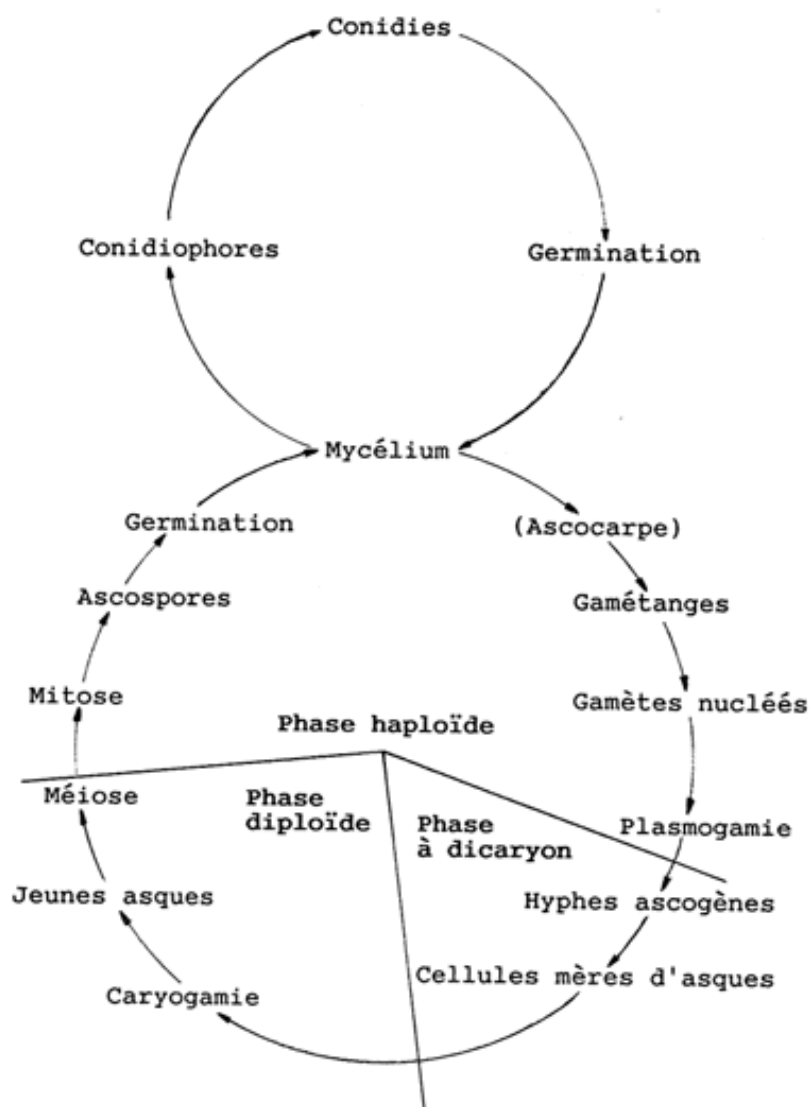 Conidies
Conidiophores
Germination
Mycélium
Germination
(Ascocarpe)
Ascospores
Gamétanges
Mitose
Gamètes nucléés
Phase haploïde
Méiose
Phase
diploïde
Phase
à dicaryon
Plasmogamie
Jeunes asques
Hyphes ascogènes
Cellules mères d'asques
Caryogamie